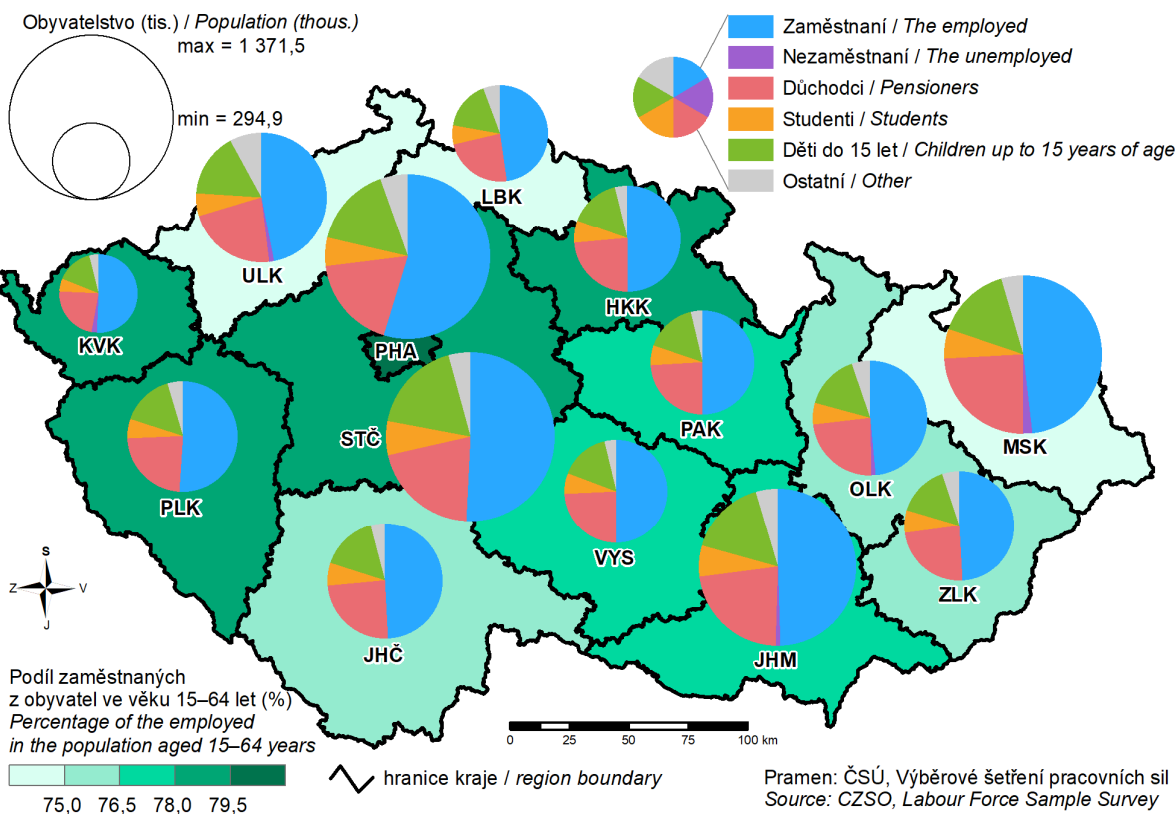 Obyvatelstvo (tis.) / Population (thous.)
max = 1 371,5
min = 294,9
Zaměstnaní / The employed
Nezaměstnaní / The unemployed
Důchodci / Pensioners
Studenti / Students
Děti do 15 let / Children up to 15 years of age
Ostatní / Other
LBK
ULK
HKK
KVK
PHA
STČ
PAK
MSK
OLK
PLK
VYS
ZLK
JHČ
JHM
S
Z
V
J
Podíl zaměstnaných
z obyvatel ve věku 15–64 let (%)
Percentage of the employed
in the population aged 15–64 years
75,0 76,5 78,0 79,5
hranice kraje / region boundary
0 25 50 75 100 km
Pramen: ČSÚ, Výběrové šetření pracovních sil
Source: CZSO, Labour Force Sample Survey